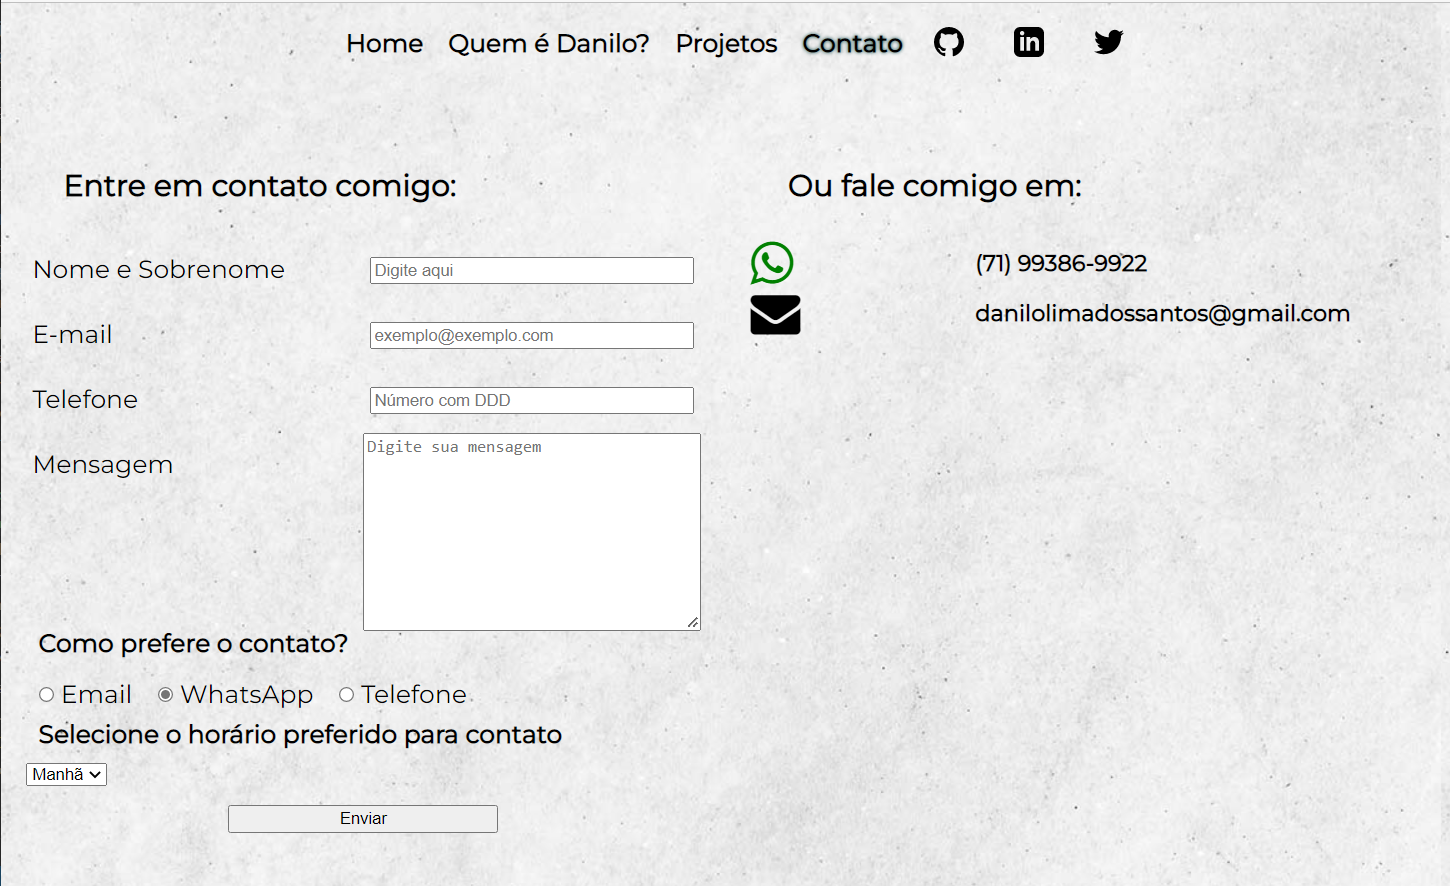 Home Quem é Danilo? Projetos Contato in
Entre em contato comigo:
Nome e Sobrenome Digite aqui
E-mail exemplo@exemplo.com
Telefone Número com DDD
Mensagem Digite sua mensagem
Como prefere o contato?
Email WhatsApp Telefone
Selecione o horário preferido para contato
Manhã
Enviar
Ou fale comigo em:
(71) 99386-9922
danilolimadossantos@gmail.com